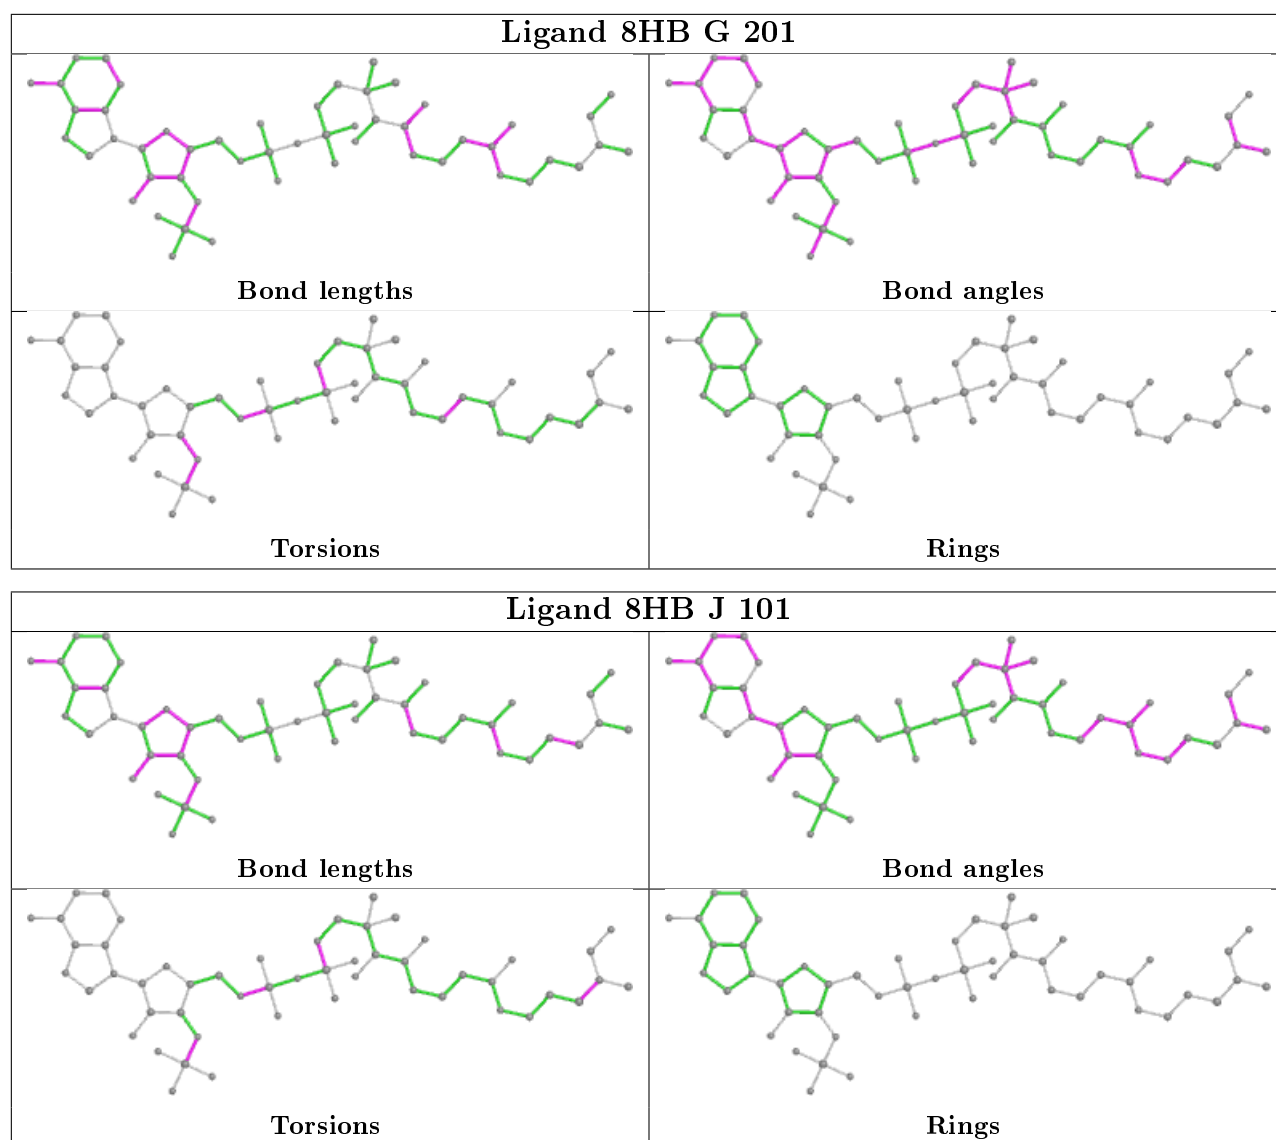 Ligand 8HB G 201
Bond lengths
Bond angles
Torsions
Rings
Ligand 8HB J 101
Bond lengths
Bond angles
Torsions
Rings